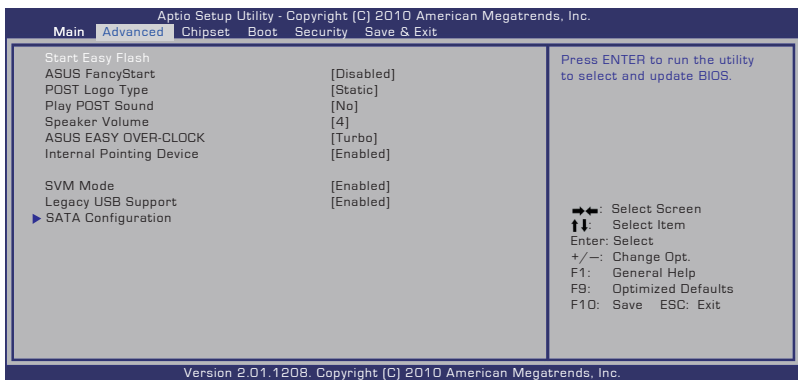 Aptio Setup Utility - Copyright (C) 2010 American Megatrends, Inc.
Main Advanced Chipset Boot Security Save & Exit
Start Easy Flash
ASUS FancyStart [Disabled]
POST Logo Type [Static]
Play POST Sound [No]
Speaker Volume [4]
ASUS EASY OVER-CLOCK [Turbo]
Internal Pointing Device [Enabled]
SVM Mode [Enabled]
Legacy USB Support [Enabled]
SATA Configuration
Press ENTER to run the utility
to select and update BIOS.
→←: Select Screen
↑↓: Select Item
Enter: Select
+/−: Change Opt.
F1: General Help
F9: Optimized Defaults
F10: Save ESC: Exit
Version 2.01.1208. Copyright (C) 2010 American Megatrends, Inc.